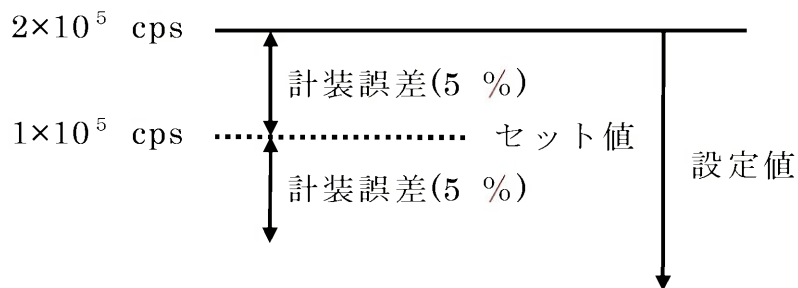 2×10⁵ cps
計装誤差(5 %)
1×10⁵ cps
セット値
計装誤差(5 %)
設定値